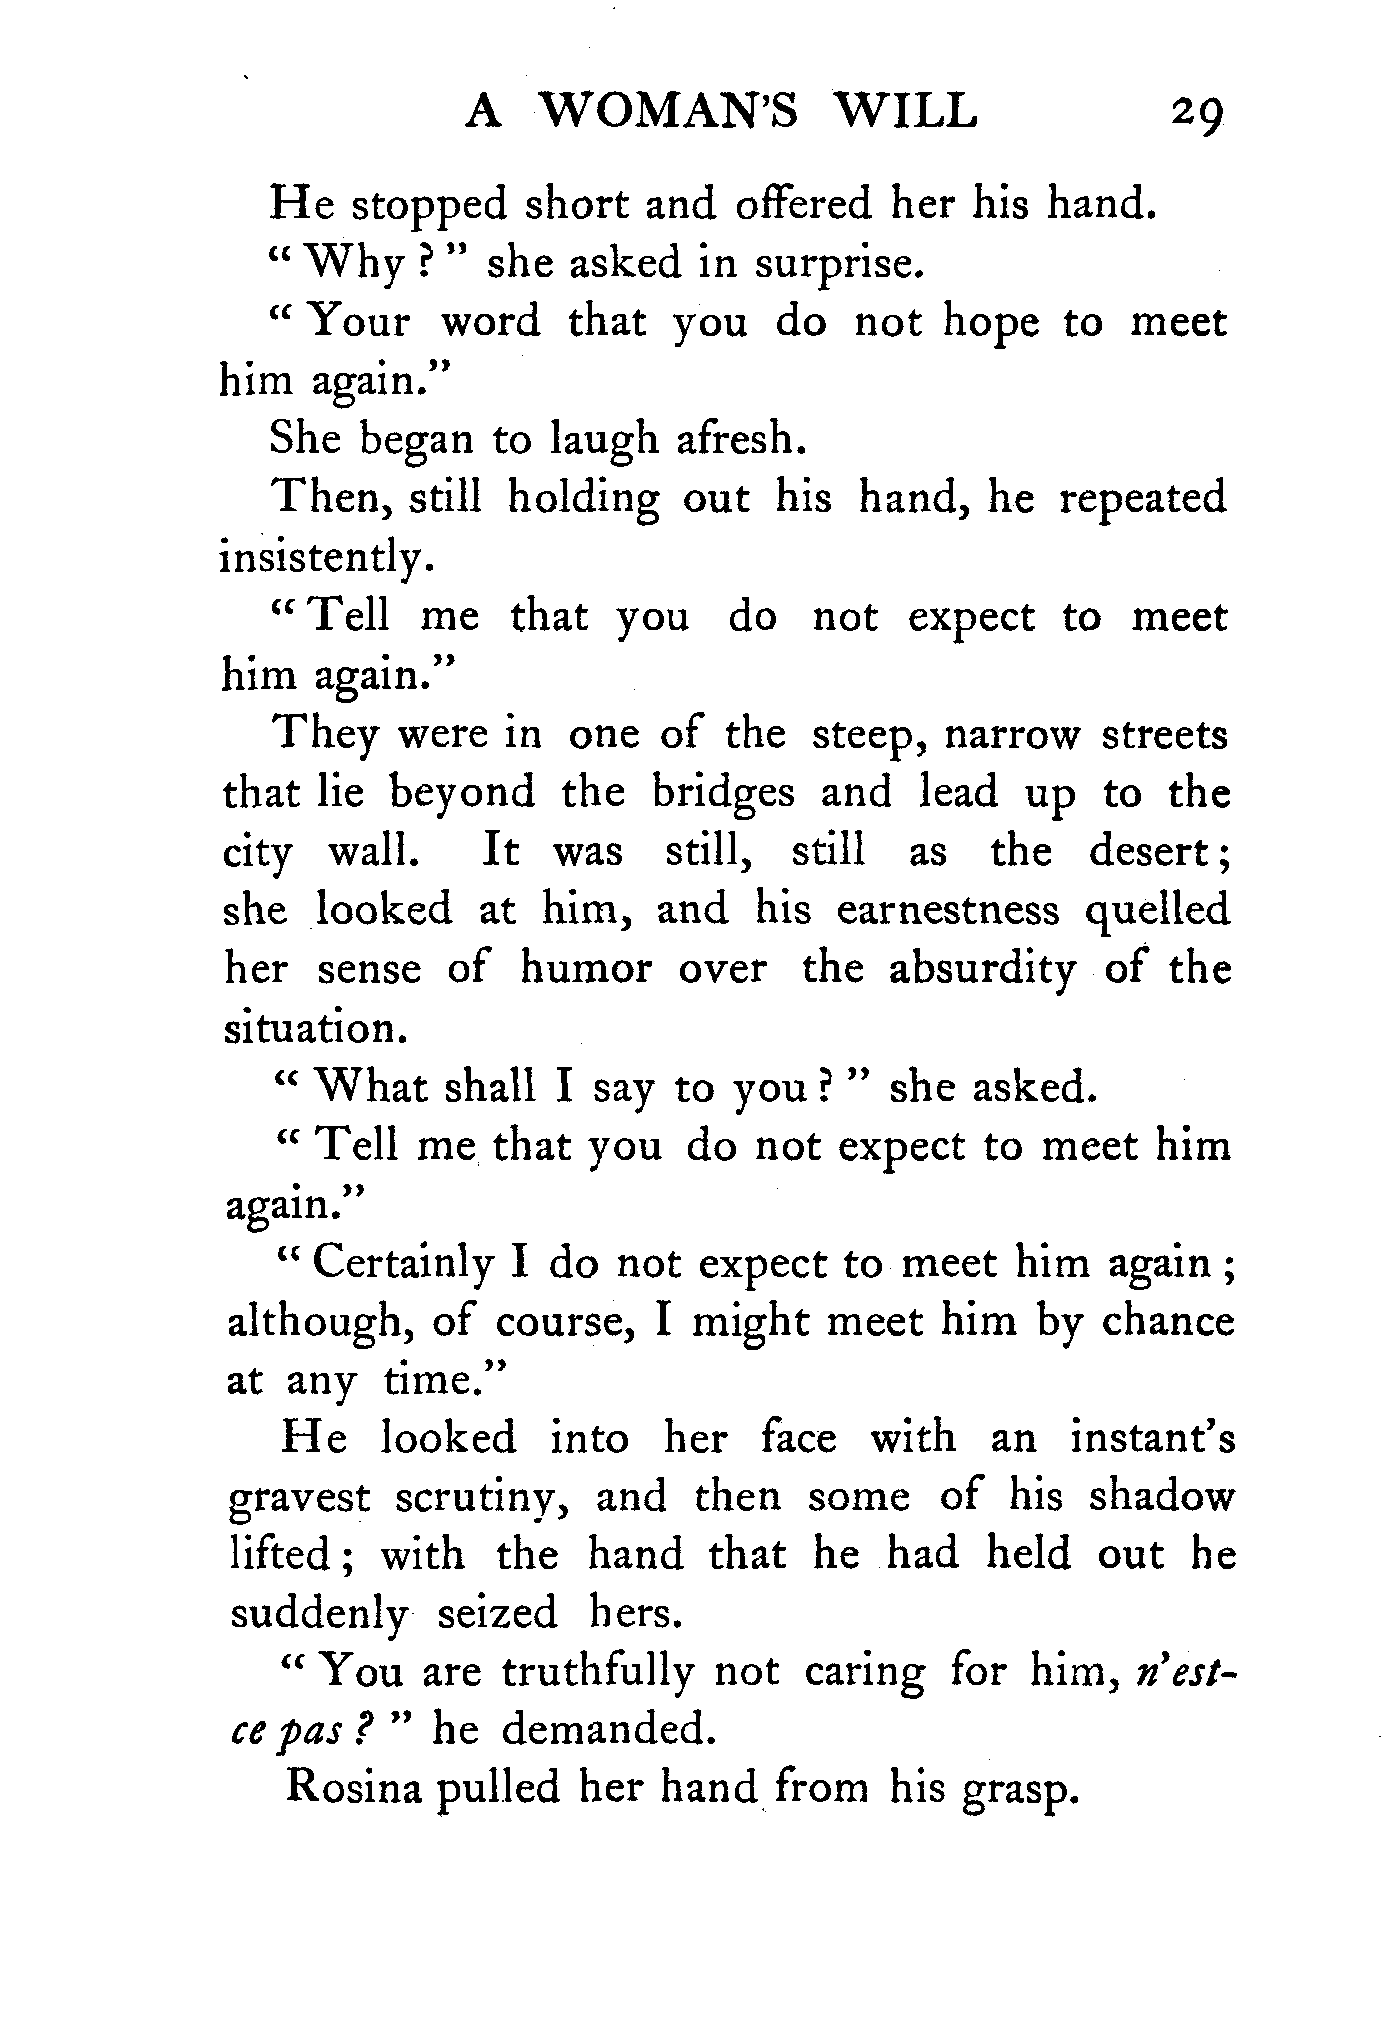 A WOMAN'S WILL 29
He stopped short and offered her his hand.
“ Why ? ” she asked in surprise.
“ Your word that you do not hope to meet
him again.”
She began to laugh afresh.
Then, still holding out his hand, he repeated
insistently.
“ Tell me that you do not expect to meet
him again.”
They were in one of the steep, narrow streets
that lie beyond the bridges and lead up to the
city wall. It was still, still as the desert ;
she looked at him, and his earnestness quelled
her sense of humor over the absurdity of the
situation.
“ What shall I say to you ? ” she asked.
“ Tell me that you do not expect to meet him
again.”
“ Certainly I do not expect to meet him again ;
although, of course, I might meet him by chance
at any time.”
He looked into her face with an instant's
gravest scrutiny, and then some of his shadow
lifted ; with the hand that he had held out he
suddenly seized hers.
“ You are truthfully not caring for him, n'est-
ce pas ? ” he demanded.
Rosina pulled her hand from his grasp.